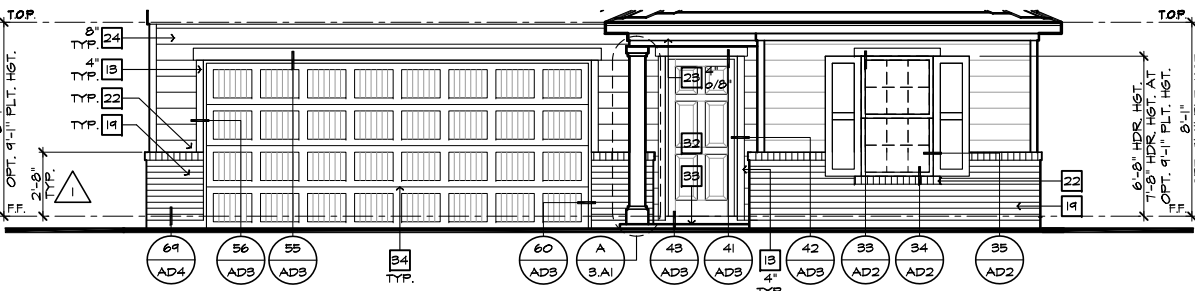 T.O.P.
T.O.P.
8"
TYP. 24
4"
TYP. 13
TYP. 22
TYP. 19
OPT. 9'-1" PLT. HGT.
2'-8"
TYP.
1
F.F.
23
4"
O/8"
32
33
6'-8" HDR. HGT.
7'-8" HDR. HGT. AT
OPT. 9'-1" PLT. HGT.
8'-1"
22
19
F.F.
69
AD4
56
AD3
55
AD3
34
TYP.
60
AD3
A
3.A1
43
AD3
41
AD3
13
4"
TYP.
42
AD3
33
AD2
34
AD2
35
AD2